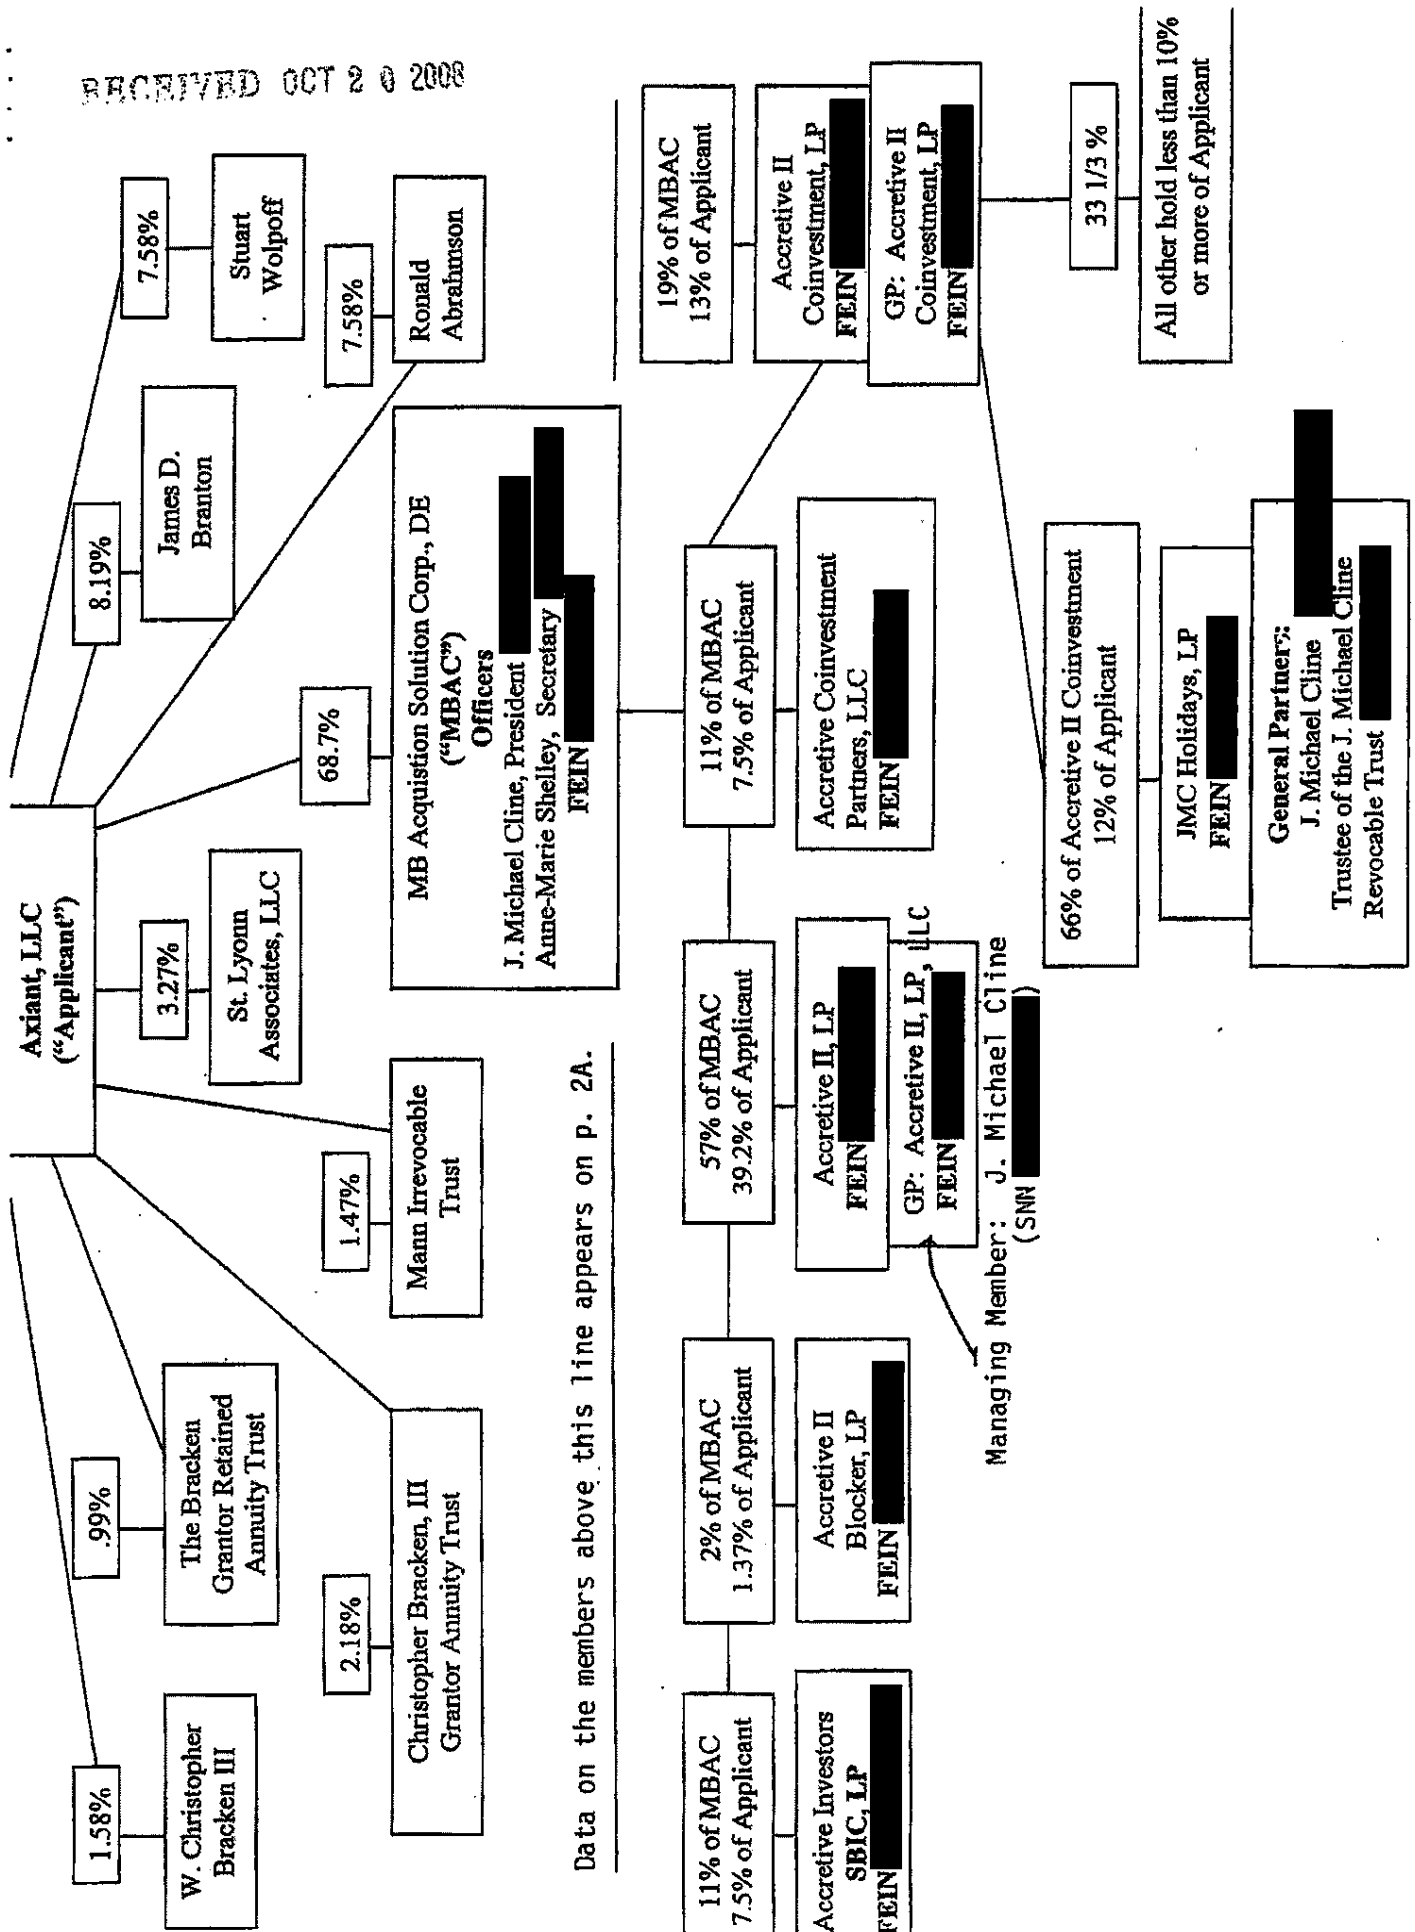 RECEIVED OCT 2 0 2008
Axiant, LLC
("Applicant")
1.58%
W. Christopher
Bracken III
.99%
The Bracken
Grantor Retained
Annuity Trust
2.18%
Christopher Bracken, III
Grantor Annuity Trust
1.47%
Mann Irrevocable
Trust
3.27%
St. Lyonn
Associates, LLC
68.7%
MB Acquistion Solution Corp., DE
("MBAC")
Officers
J. Michael Cline, President
Anne-Marie Shelley, Secretary
FEIN
8.19%
James D.
Branton
7.58%
Stuart
Wolpoff
7.58%
Ronald
Abrahmson
Data on the members above this line appears on p. 2A.
11% of MBAC
7.5% of Applicant
Accretive Investors
SBIC, LP
FEIN
2% of MBAC
1.37% of Applicant
Accretive II
Blocker, LP
FEIN
57% of MBAC
39.2% of Applicant
Accretive II, LP
FEIN
GP: Accretive II, LP, LLC
FEIN
Managing Member: J. Michael Cline
(SNN )
11% of MBAC
7.5% of Applicant
Accretive Coinvestment
Partners, LLC
FEIN
19% of MBAC
13% of Applicant
Accretive II
Coinvestment, LP
FEIN
GP: Accretive II
Coinvestment, LP
FEIN
66% of Accretive II Coinvestment
12% of Applicant
JMC Holidays, LP
FEIN
General Partners:
J. Michael Cline
Trustee of the J. Michael Cline
Revocable Trust
33 1/3 %
All other hold less than 10%
or more of Applicant